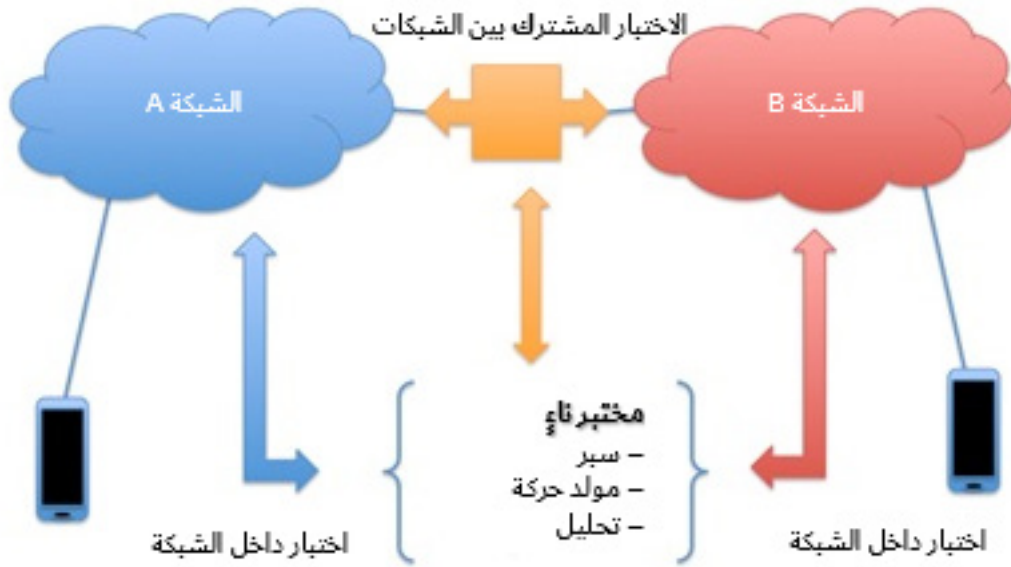 الاختبار المشترك بين الشبكات
الشبكة A
الشبكة B
مختبر ناءٍ
– سبر
– مولد حركة
– تحليل
اختبار داخل الشبكة
اختبار داخل الشبكة